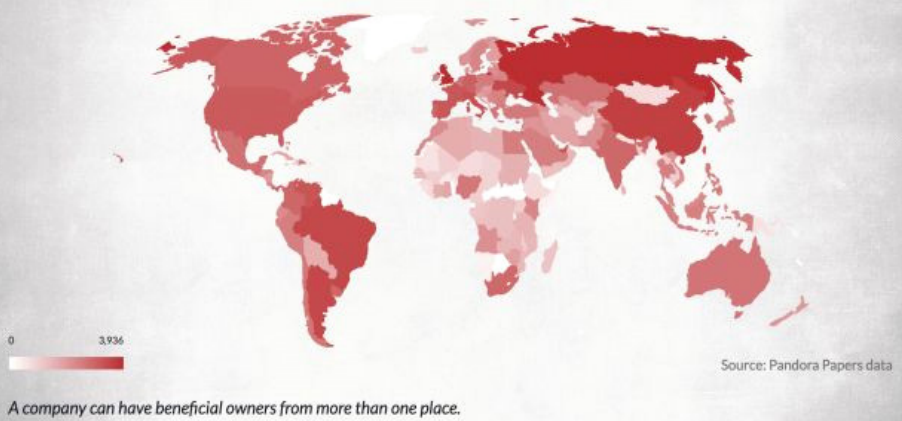 0 3,936
Source: Pandora Papers data
A company can have beneficial owners from more than one place.